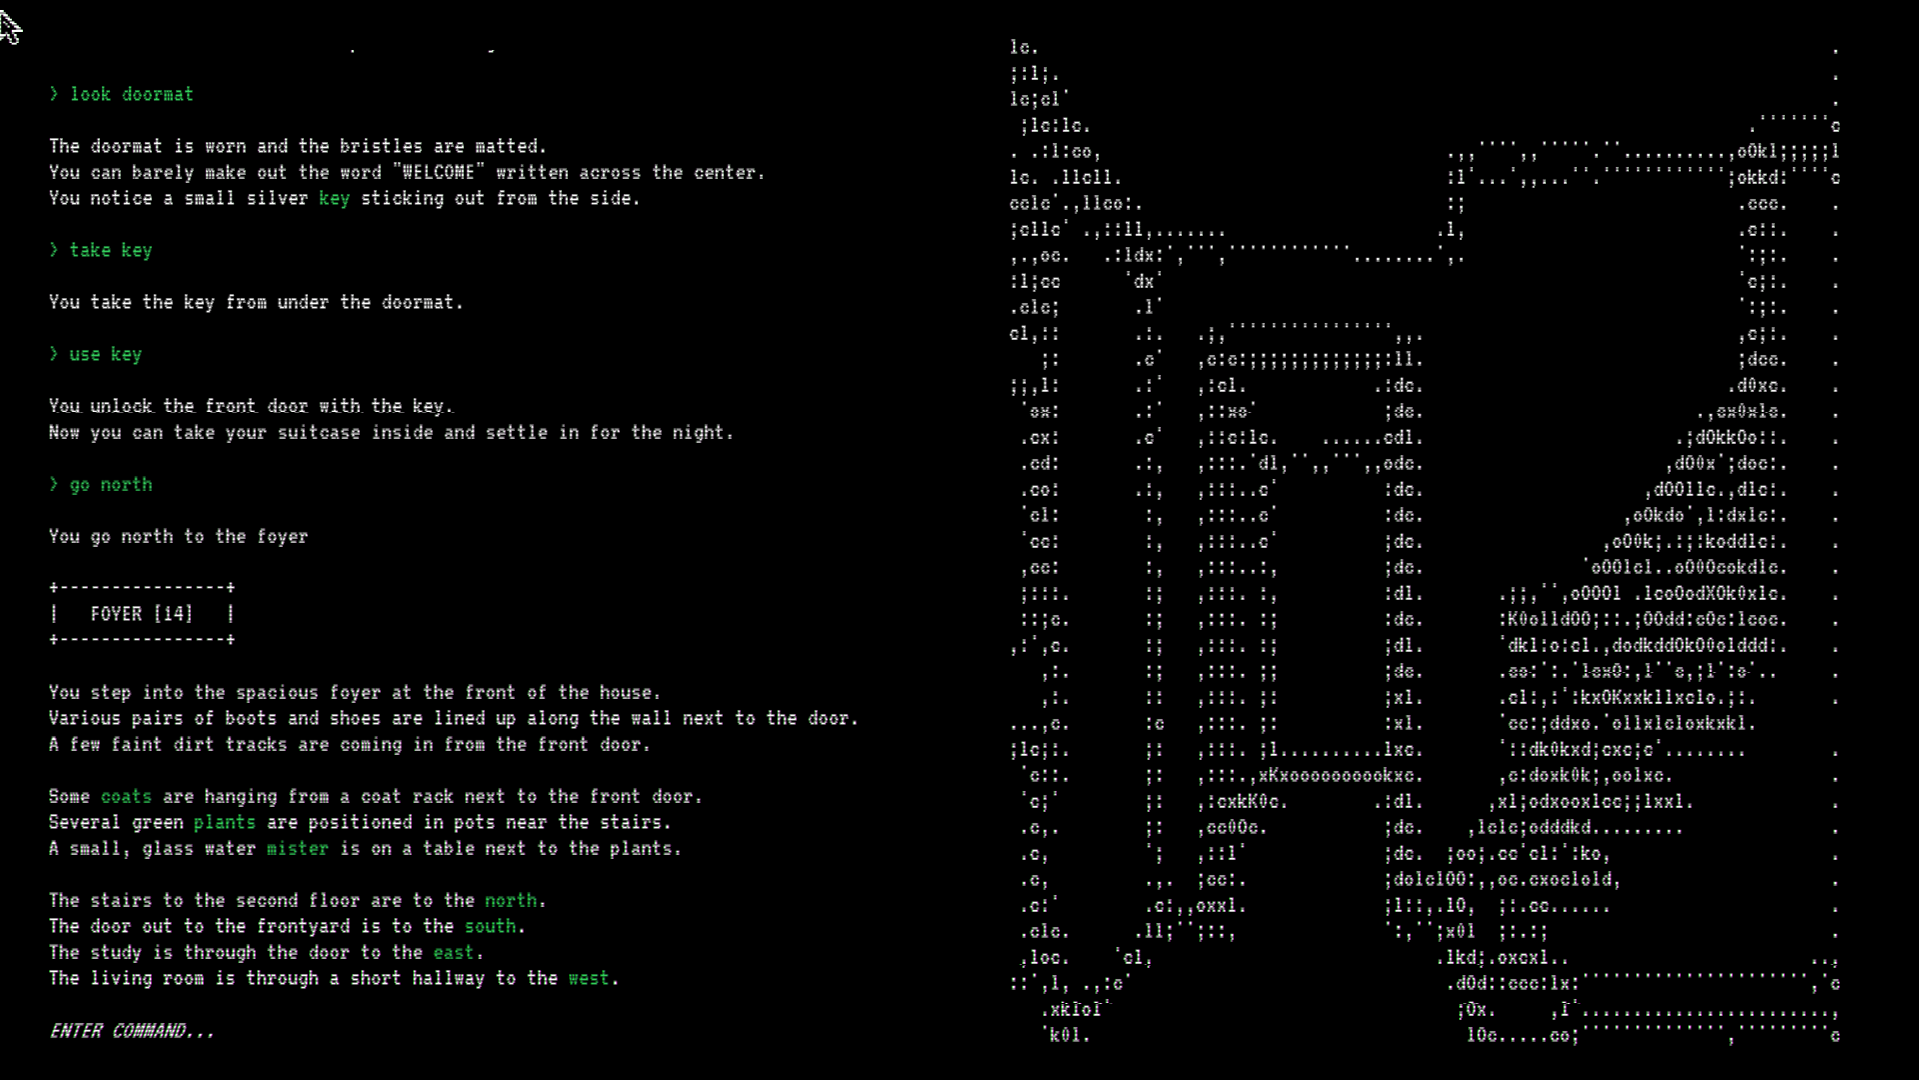 > look doormat
The doormat is worn and the bristles are matted.
You can barely make out the word "WELCOME" written across the center.
You notice a small silver key sticking out from the side.
> take key
You take the key from under the doormat.
> use key
You unlock the front door with the key.
Now you can take your suitcase inside and settle in for the night.
> go north
You go north to the foyer
+----------------+
|   FOYER [14]   |
+----------------+
You step into the spacious foyer at the front of the house.
Various pairs of boots and shoes are lined up along the wall next to the door.
A few faint dirt tracks are coming in from the front door.
Some coats are hanging from a coat rack next to the front door.
Several green plants are positioned in pots near the stairs.
A small, glass water mister is on a table next to the plants.
The stairs to the second floor are to the north.
The door out to the frontyard is to the south.
The study is through the door to the east.
The living room is through a short hallway to the west.
ENTER COMMAND...